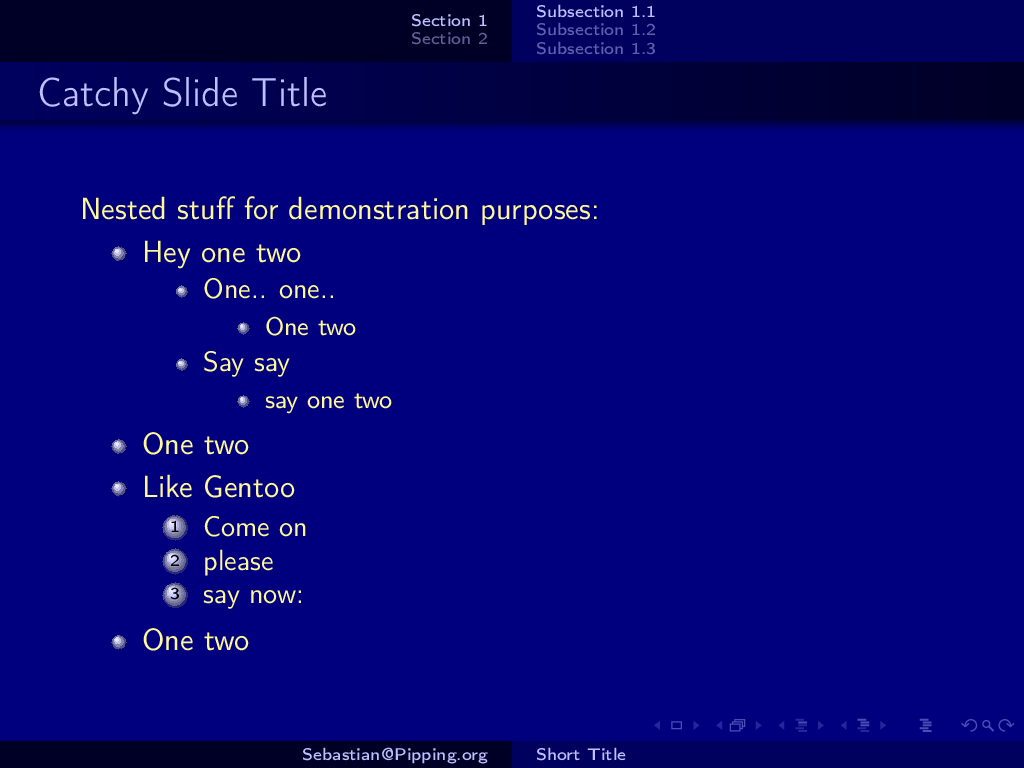 Section 1
Section 2
Subsection 1.1
Subsection 1.2
Subsection 1.3
Catchy Slide Title
Nested stuff for demonstration purposes:
Hey one two
One.. one..
One two
Say say
say one two
One two
Like Gentoo
1 Come on
2 please
3 say now:
One two
Sebastian@Pipping.org
Short Title